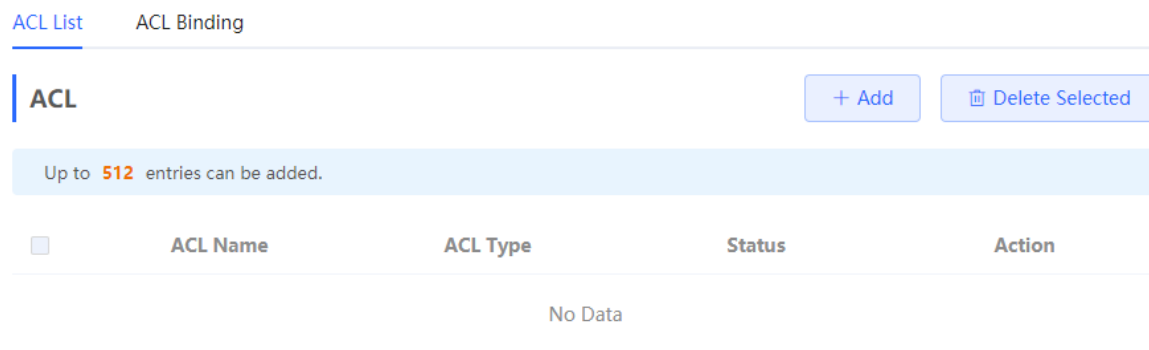 ACL List ACL Binding
ACL + Add Delete Selected
Up to 512 entries can be added.
ACL Name ACL Type Status Action
No Data